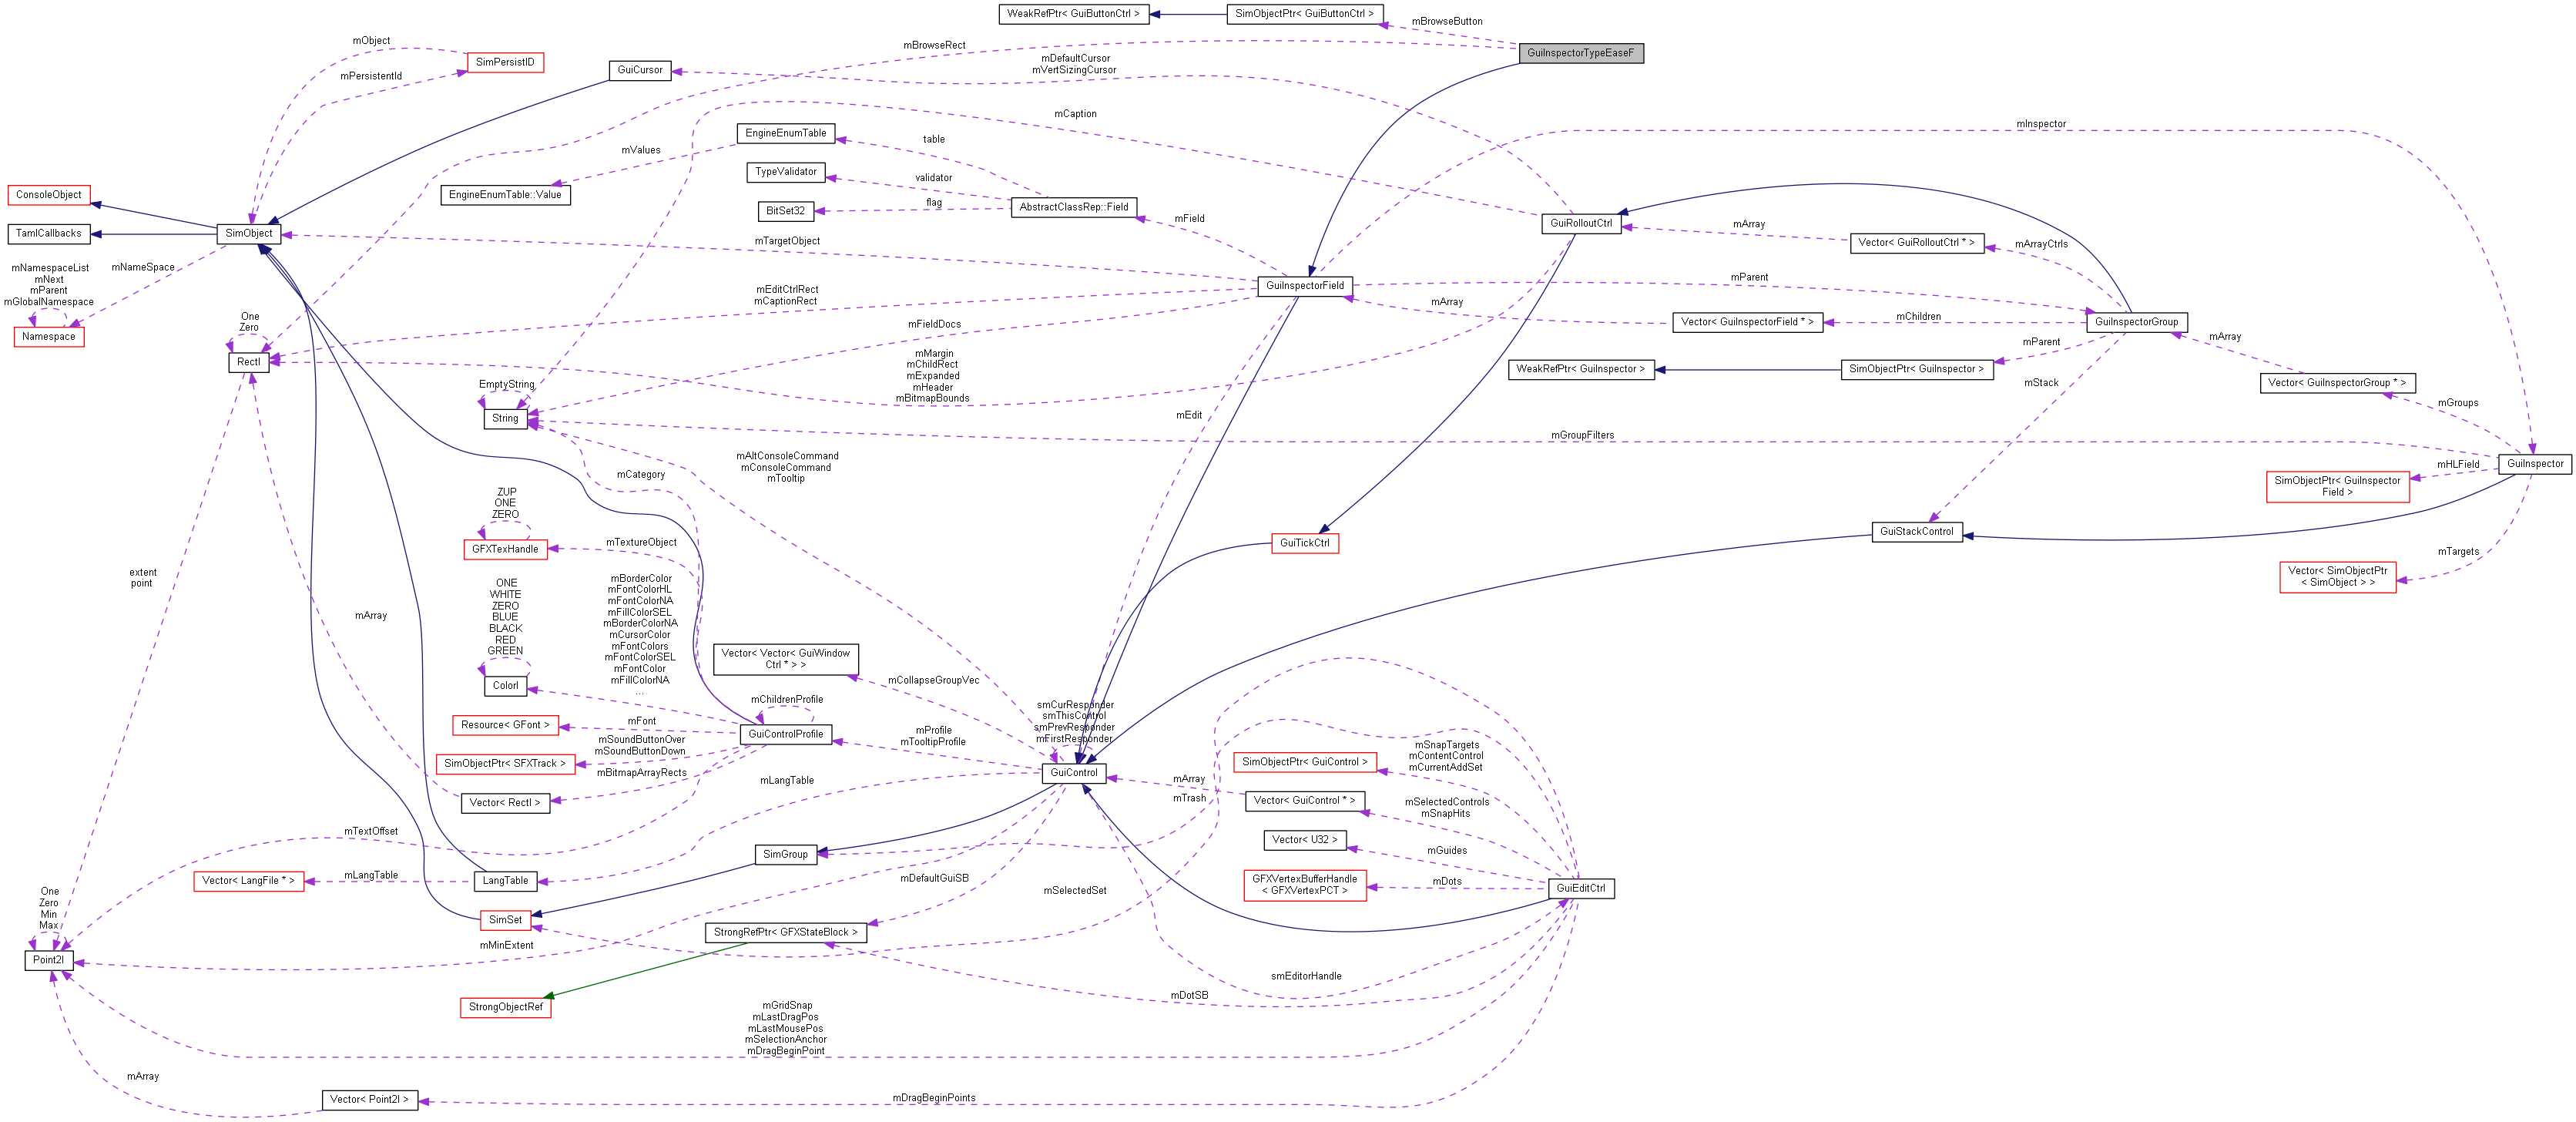 WeakRefPtr< GuiButtonCtrl >
SimObjectPtr< GuiButtonCtrl >
mBrowseButton
mObject
mBrowseRect
GuiInspectorTypeEaseF
SimPersistID
mPersistentId
GuiCursor
mDefaultCursor
mVertSizingCursor
mCaption
mInspector
EngineEnumTable
table
mValues
TypeValidator
validator
ConsoleObject
EngineEnumTable::Value
BitSet32
flag
AbstractClassRep::Field
mField
GuiRolloutCtrl
mArray
Vector< GuiRolloutCtrl * >
mArrayCtrls
TamlCallbacks
SimObject
mTargetObject
mNamespaceList
mNext
mParent
mGlobalNamespace
mNameSpace
Namespace
GuiInspectorField
mParent
mEditCtrlRect
mCaptionRect
mArray
Vector< GuiInspectorField * >
mChildren
GuiInspectorGroup
One
Zero
RectI
mFieldDocs
mMargin
mChildRect
mExpanded
mHeader
mBitmapBounds
WeakRefPtr< GuiInspector >
SimObjectPtr< GuiInspector >
mParent
mArray
mStack
Vector< GuiInspectorGroup * >
mGroups
EmptyString
String
mEdit
mGroupFilters
GuiInspector
mHLField
SimObjectPtr< GuiInspector
Field >
mCategory
mAltConsoleCommand
mConsoleCommand
mTooltip
ZUP
ONE
ZERO
GFXTexHandle
mTextureObject
GuiTickCtrl
GuiStackControl
mTargets
Vector< SimObjectPtr
< SimObject > >
extent
point
mArray
ONE
WHITE
ZERO
BLUE
BLACK
RED
GREEN
ColorI
mBorderColor
mFontColorHL
mFontColorNA
mFillColorSEL
mBorderColorNA
mCursorColor
mFontColors
mFontColorSEL
mFontColor
mFillColorNA
...
Vector< Vector< GuiWindow
Ctrl * > >
mCollapseGroupVec
mChildrenProfile
Resource< GFont >
mFont
GuiControlProfile
mProfile
mTooltipProfile
smCurResponder
smThisControl
smPrevResponder
mFirstResponder
mSoundButtonOver
mSoundButtonDown
SimObjectPtr< SFXTrack >
mBitmapArrayRects
Vector< RectI >
mLangTable
GuiControl
mArray
mTrash
SimObjectPtr< GuiControl >
mSnapTargets
mContentControl
mCurrentAddSet
Vector< GuiControl * >
mSelectedControls
mSnapHits
Vector< U32 >
mGuides
mTextOffset
SimGroup
Vector< LangFile * >
mLangTable
LangTable
mDefaultGuiSB
mSelectedSet
GFXVertexBufferHandle
< GFXVertexPCT >
mDots
GuiEditCtrl
One
Zero
Min
Max
Point2I
SimSet
StrongRefPtr< GFXStateBlock >
mMinExtent
smEditorHandle
mDotSB
StrongObjectRef
mGridSnap
mLastDragPos
mLastMousePos
mSelectionAnchor
mDragBeginPoint
mArray
Vector< Point2I >
mDragBeginPoints